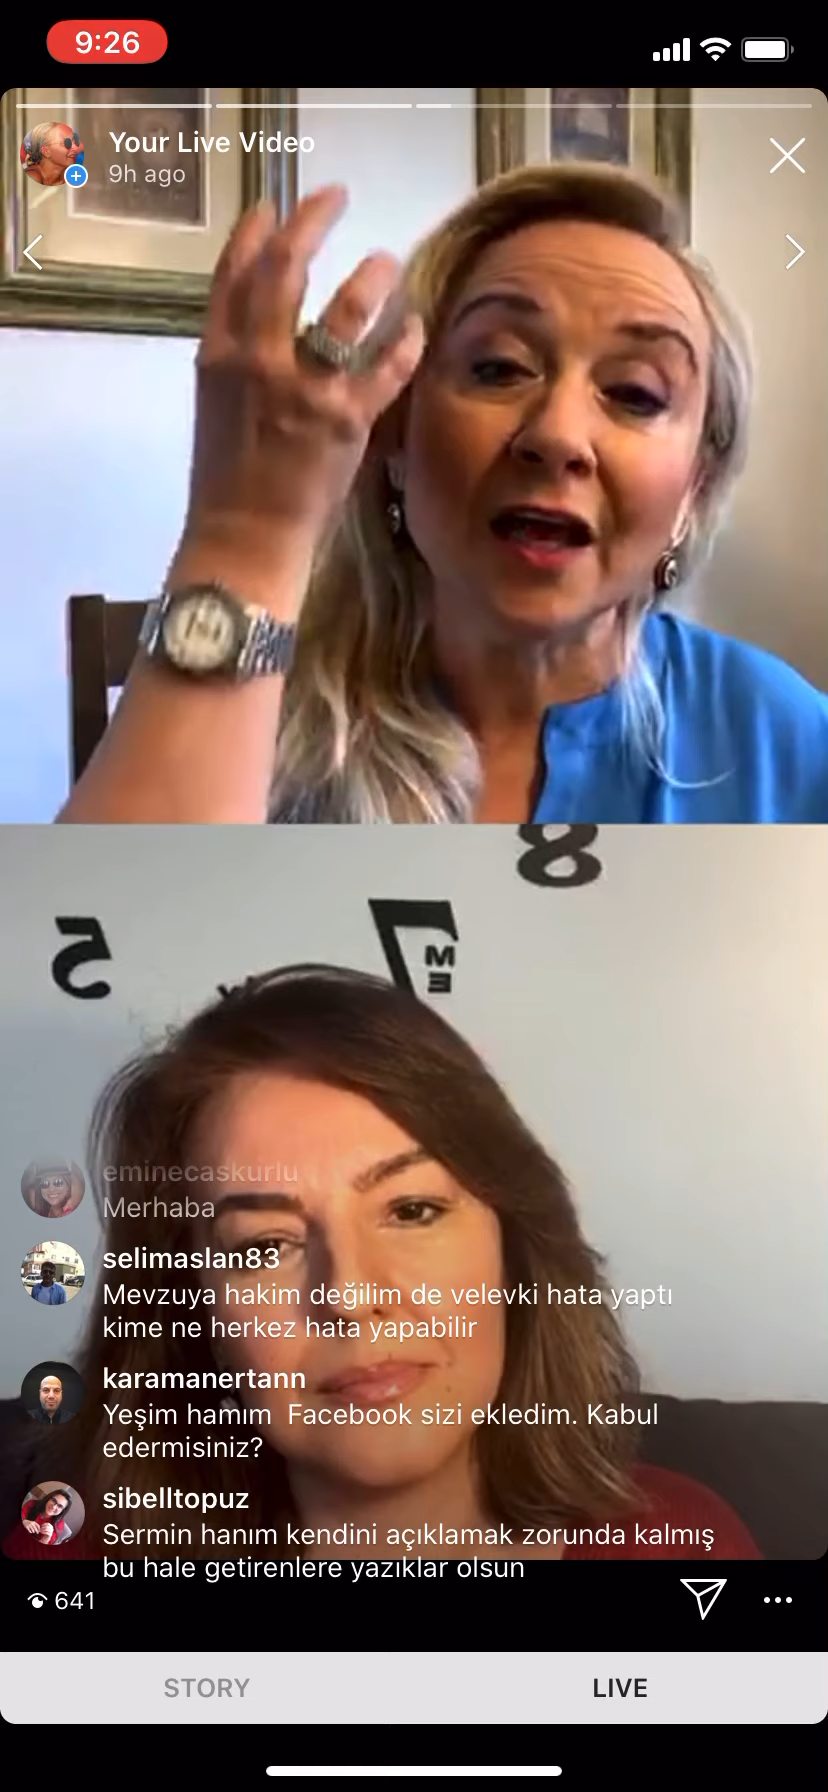 9:26
Your Live Video
9h ago
8
5
7
M
E
eminecaskurlu
Merhaba
selimaslan83
Mevzuya hakim değilim de velevki hata yaptı
kime ne herkez hata yapabilir
karamanertann
Yeşim hamım  Facebook sizi ekledim. Kabul
edermisiniz?
sibelltopuz
Sermin hanım kendini açıklamak zorunda kalmış
bu hale getirenlere yazıklar olsun
641
STORY
LIVE